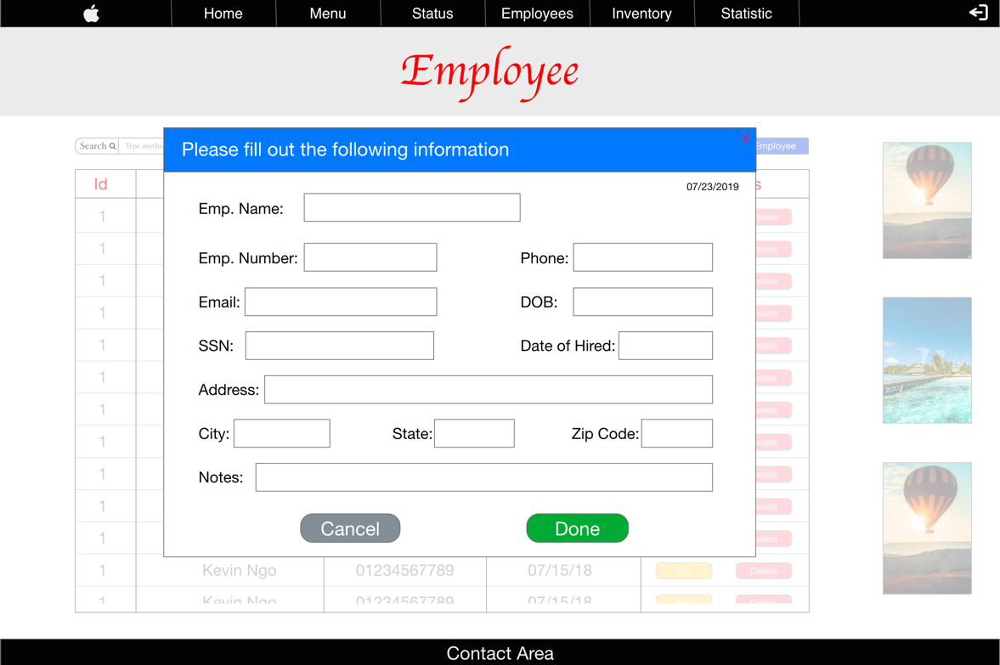 Home Menu Status Employees Inventory Statistic
Employee
Search Type anythin
Employee
Please fill out the following information
x
07/23/2019
Id
s
Emp. Name:
1
elete
Emp. Number: Phone:
1
elete
1
elete
Email: DOB:
1
elete
SSN: Date of Hired:
1
elete
1
elete
Address:
1
elete
City: State: Zip Code:
1
elete
Notes:
1
elete
1
elete
Cancel Done
1
elete
1 Kevin Ngo 01234567789 07/15/18 Edit Delete
1 Kevin Ngo 01234567789 07/15/18 Edit Delete
Contact Area